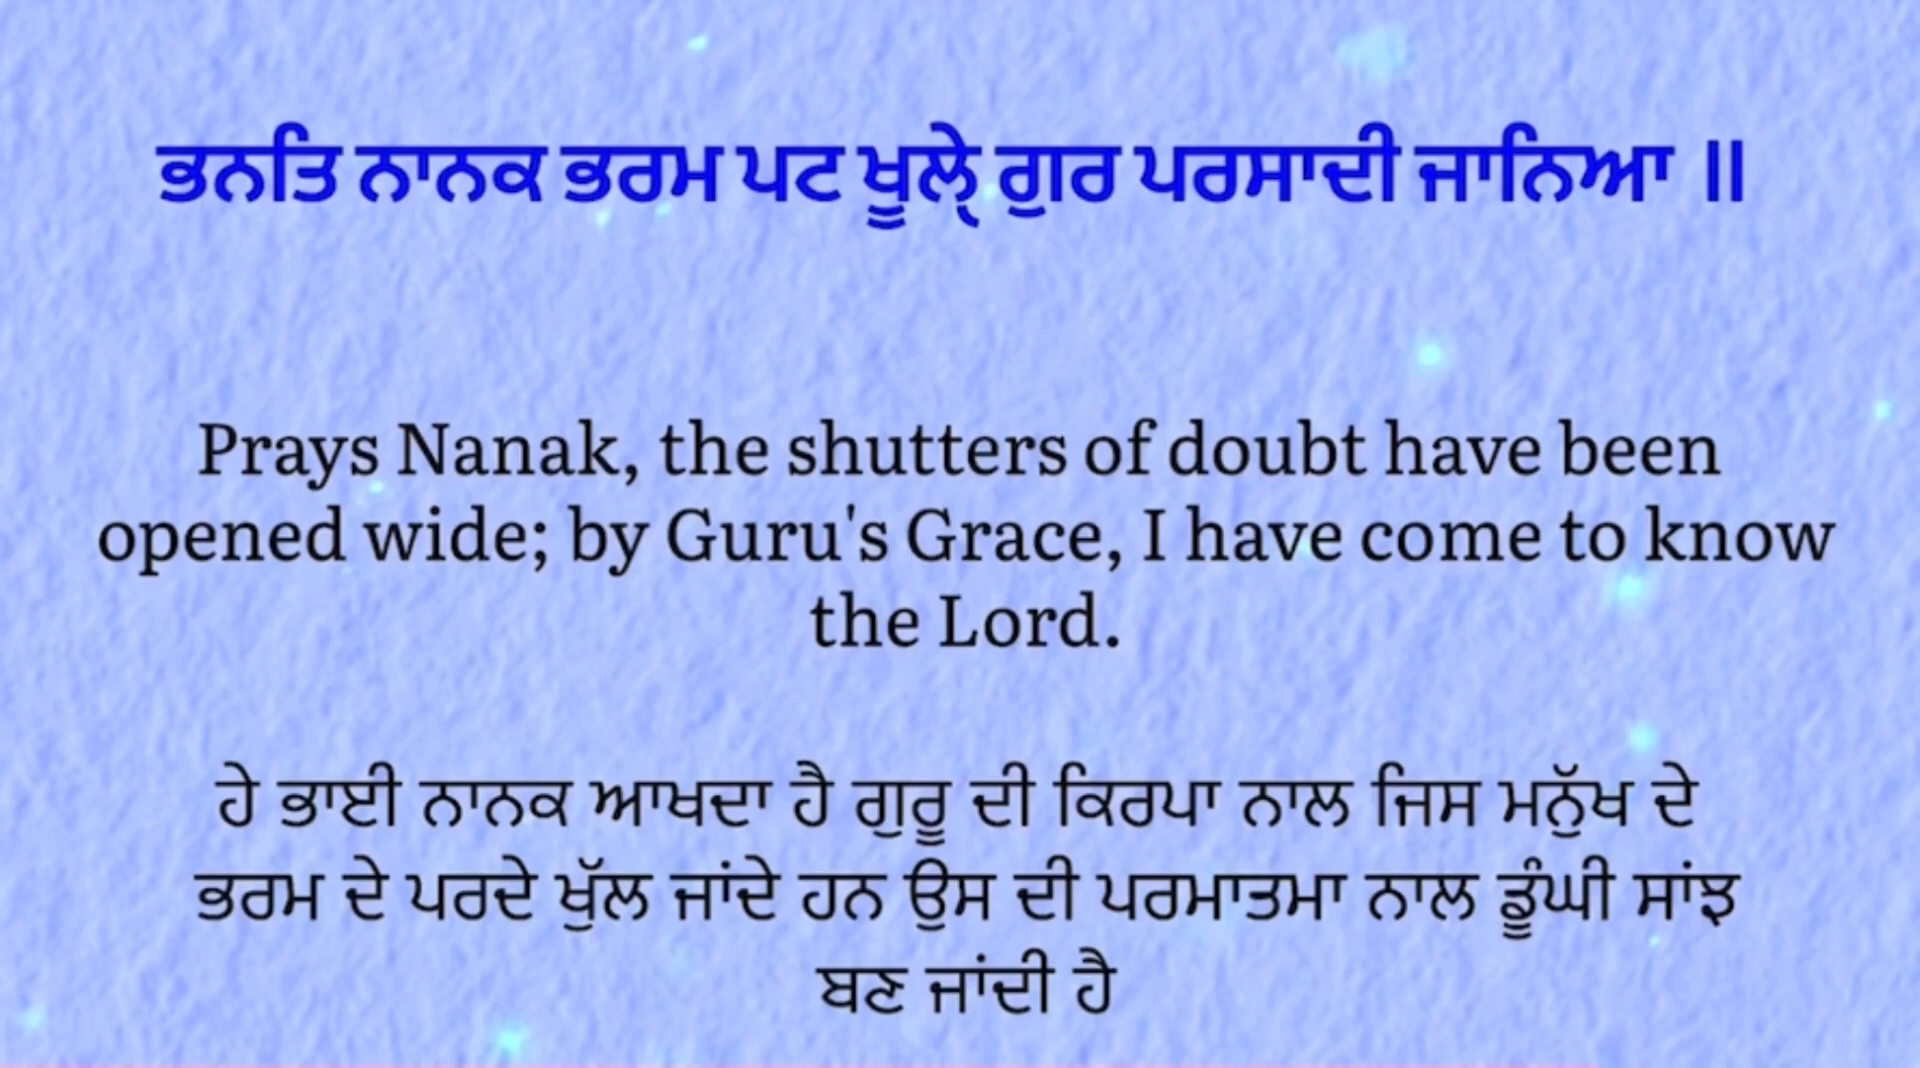 ਭਨਤਿ ਨਾਨਕ ਭਰਮ ਪਟ ਖੂਲੇੑ ਗੁਰ ਪਰਸਾਦੀ ਜਾਨਿਆ ॥
Prays Nanak, the shutters of doubt have been
opened wide; by Guru's Grace, I have come to know
the Lord.
ਹੇ ਭਾਈ ਨਾਨਕ ਆਖਦਾ ਹੈ ਗੁਰੂ ਦੀ ਕਿਰਪਾ ਨਾਲ ਜਿਸ ਮਨੁੱਖ ਦੇ
ਭਰਮ ਦੇ ਪਰਦੇ ਖੁੱਲ ਜਾਂਦੇ ਹਨ ਉਸ ਦੀ ਪਰਮਾਤਮਾ ਨਾਲ ਡੂੰਘੀ ਸਾਂਝ
ਬਣ ਜਾਂਦੀ ਹੈ